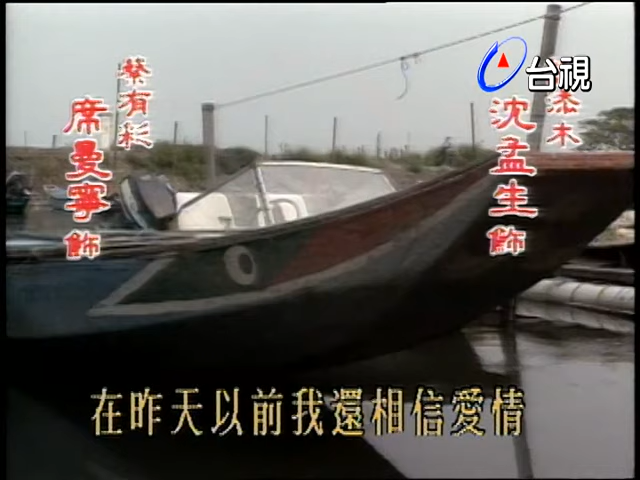 台視
添木
沈孟生飾
蔡有彩
席曼寧飾
在昨天以前我還相信愛情